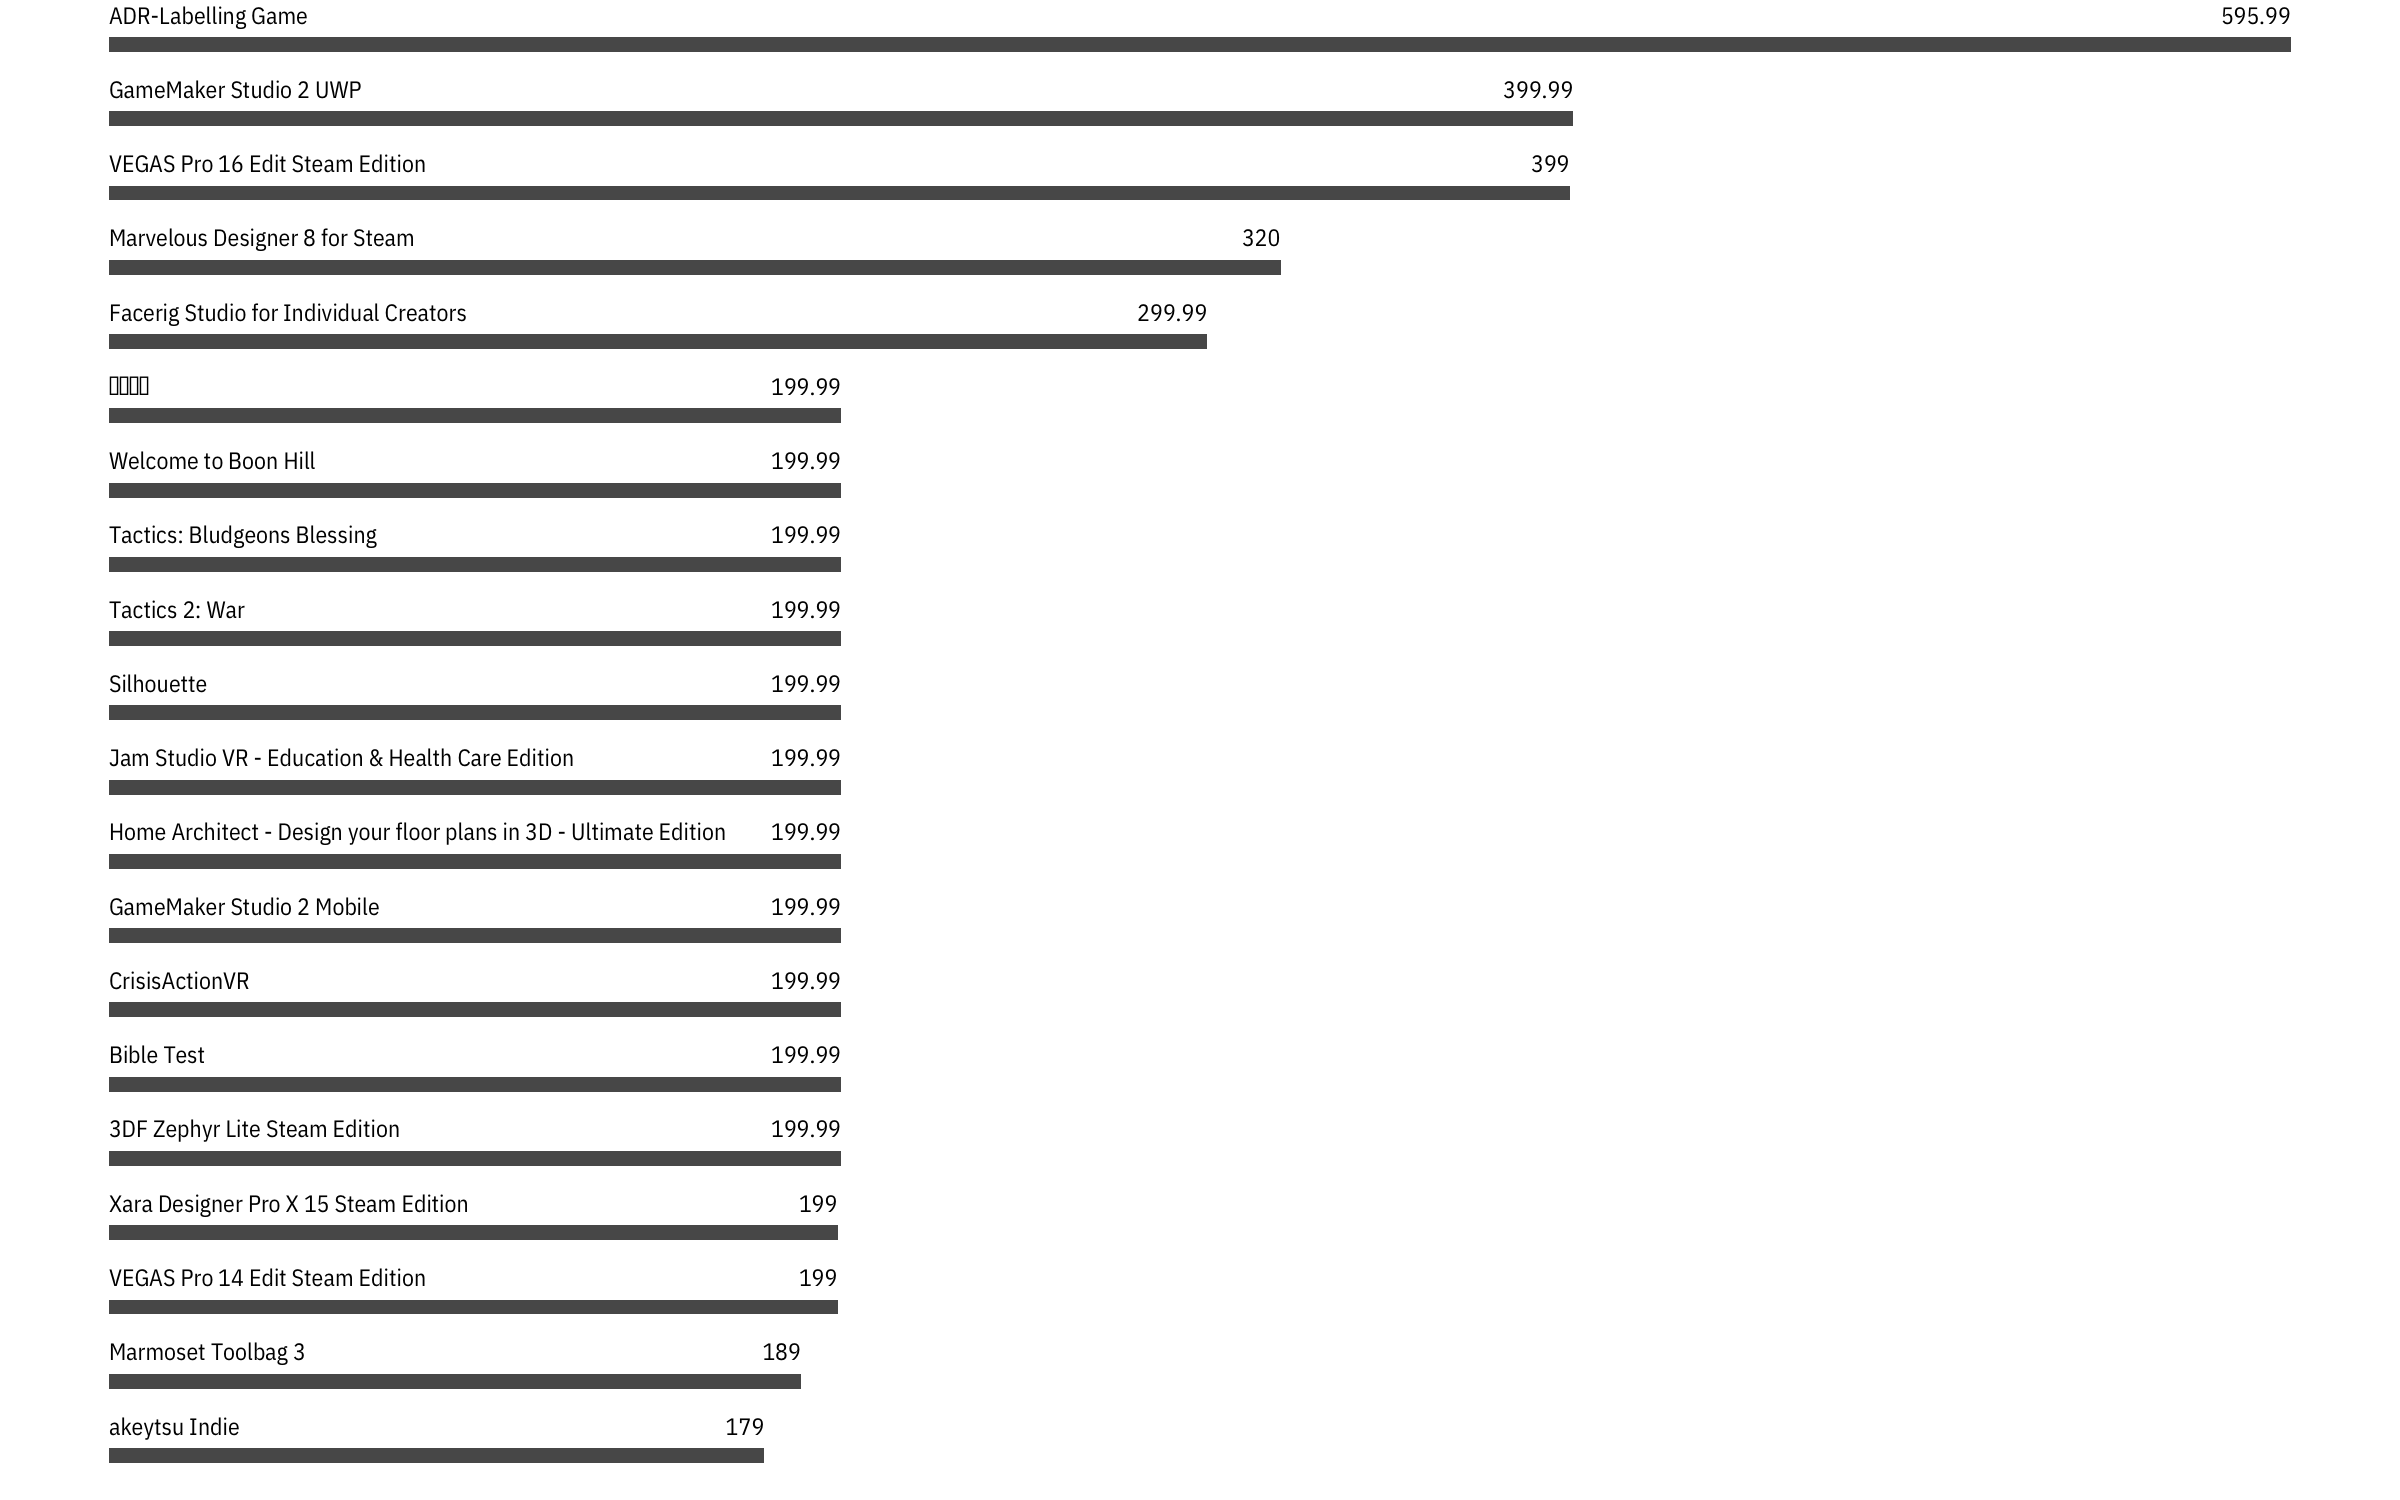 ADR-Labelling Game 595.99
GameMaker Studio 2 UWP 399.99
VEGAS Pro 16 Edit Steam Edition 399
Marvelous Designer 8 for Steam 320
Facerig Studio for Individual Creators 299.99
199.99
Welcome to Boon Hill 199.99
Tactics: Bludgeons Blessing 199.99
Tactics 2: War 199.99
Silhouette 199.99
Jam Studio VR - Education & Health Care Edition 199.99
Home Architect - Design your floor plans in 3D - Ultimate Edition 199.99
GameMaker Studio 2 Mobile 199.99
CrisisActionVR 199.99
Bible Test 199.99
3DF Zephyr Lite Steam Edition 199.99
Xara Designer Pro X 15 Steam Edition 199
VEGAS Pro 14 Edit Steam Edition 199
Marmoset Toolbag 3 189
akeytsu Indie 179